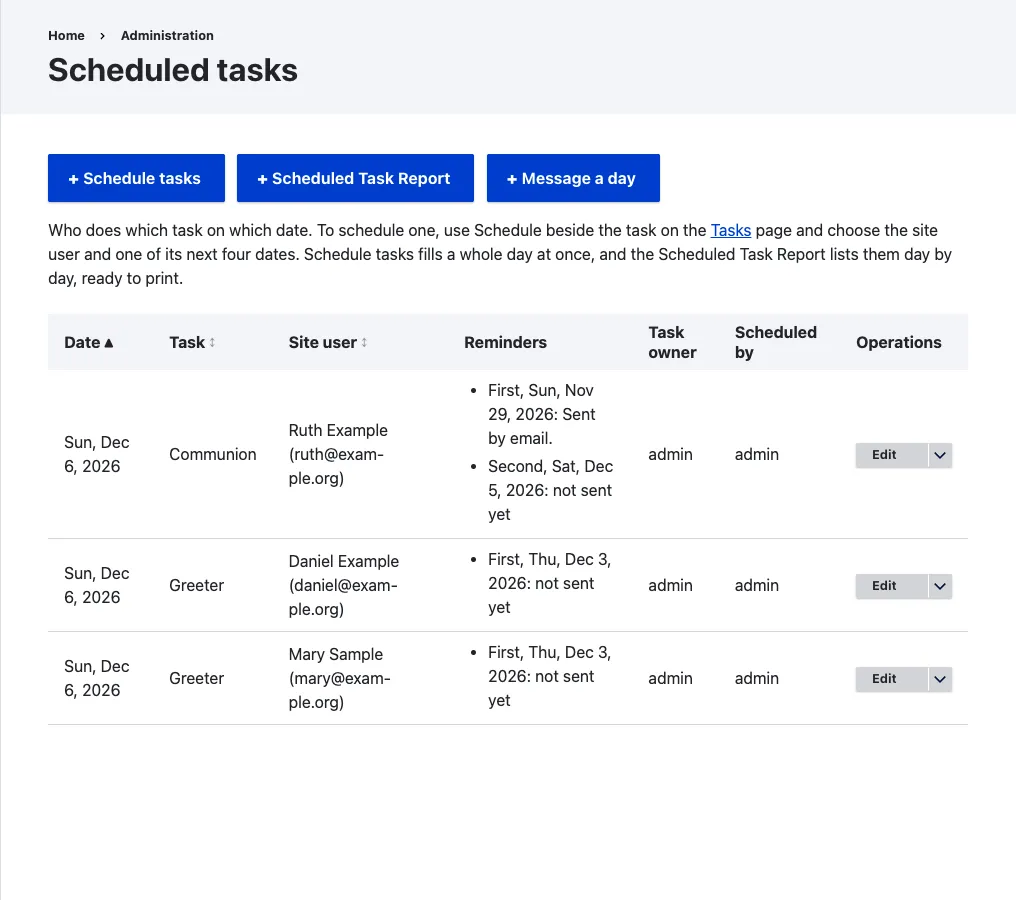 Home › Administration
Scheduled tasks
+ Schedule tasks
+ Scheduled Task Report
+ Message a day
Who does which task on which date. To schedule one, use Schedule beside the task on the Tasks page and choose the site
user and one of its next four dates. Schedule tasks fills a whole day at once, and the Scheduled Task Report lists them day by
day, ready to print.
Date ▲
Task ↕
Site user ↕
Reminders
Task
owner
Scheduled
by
Operations
Sun, Dec
6, 2026
Communion
Ruth Example
(ruth@exam-
ple.org)
• First, Sun, Nov
29, 2026: Sent
by email.
• Second, Sat, Dec
5, 2026: not sent
yet
admin
admin
Edit
Sun, Dec
6, 2026
Greeter
Daniel Example
(daniel@exam-
ple.org)
• First, Thu, Dec 3,
2026: not sent
yet
admin
admin
Edit
Sun, Dec
6, 2026
Greeter
Mary Sample
(mary@exam-
ple.org)
• First, Thu, Dec 3,
2026: not sent
yet
admin
admin
Edit